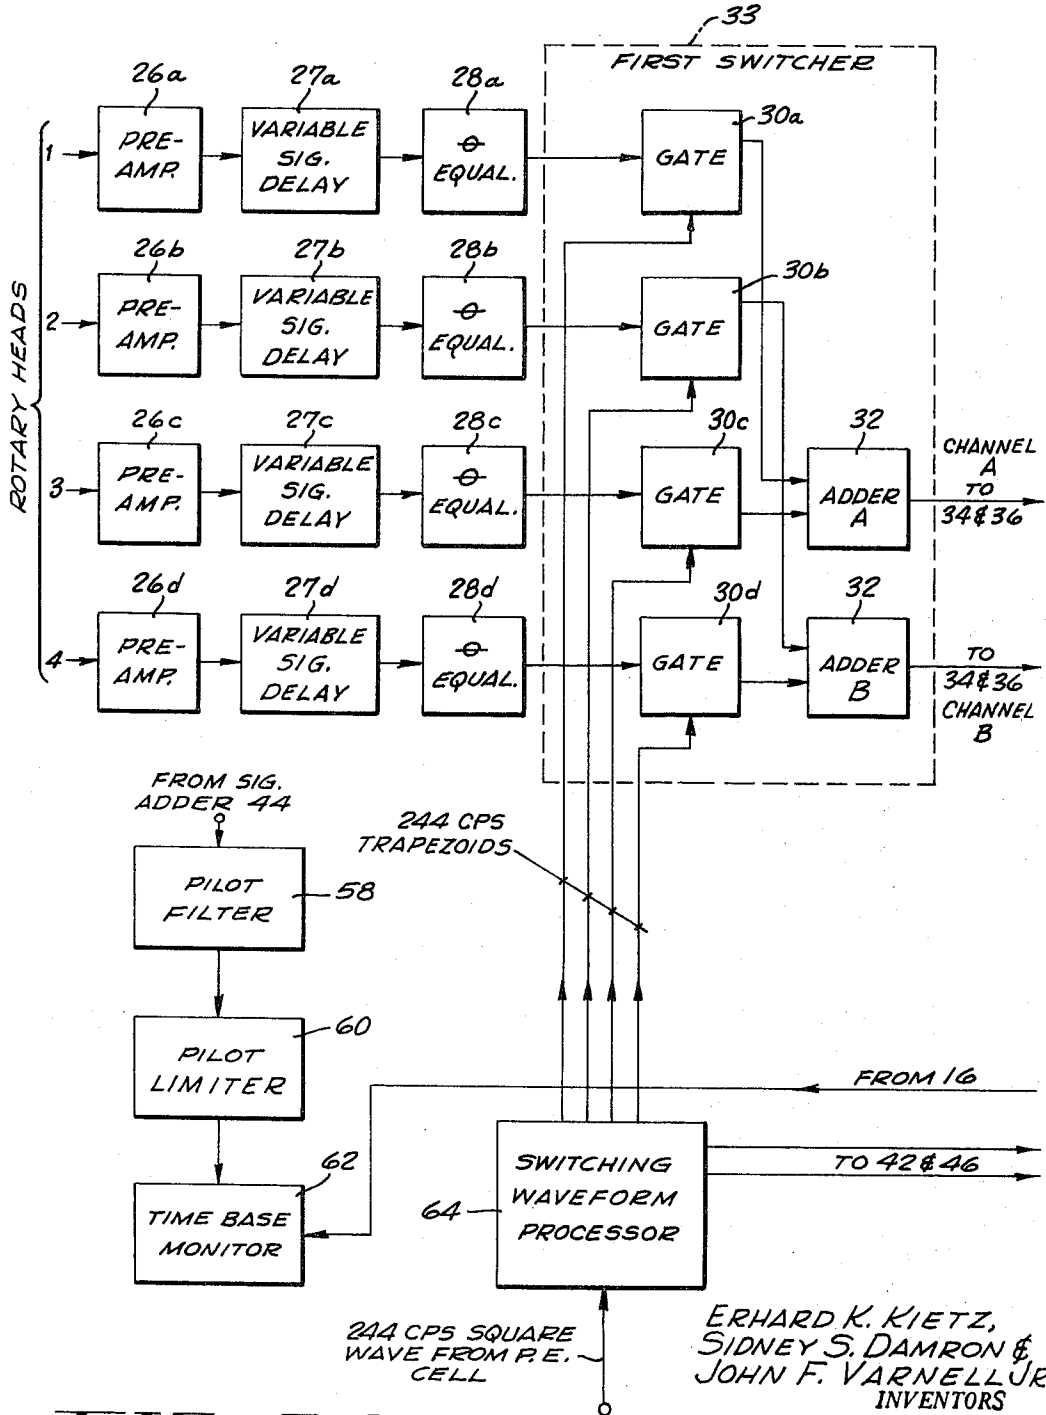 33
FIRST SWITCHER
26a
27a
28a
30a
1
PRE-
AMP.
VARIABLE
SIG.
DELAY
ϴ
EQUAL.
GATE
26b
27b
28b
30b
ROTARY HEADS
2
PRE-
AMP.
VARIABLE
SIG.
DELAY
ϴ
EQUAL.
GATE
26c
27c
28c
30c
32
CHANNEL
A
3
PRE-
AMP.
VARIABLE
SIG.
DELAY
ϴ
EQUAL.
GATE
ADDER
A
TO
34 & 36
26d
27d
28d
30d
32
4
PRE-
AMP.
VARIABLE
SIG.
DELAY
ϴ
EQUAL.
GATE
ADDER
B
TO
34 & 36
CHANNEL
B
FROM SIG.
ADDER 44
244 CPS
TRAPEZOIDS
PILOT
FILTER
58
PILOT
LIMITER
60
FROM 16
62
TIME BASE
MONITOR
64
SWITCHING
WAVEFORM
PROCESSOR
TO 42 & 46
244 CPS SQUARE
WAVE FROM P.E.
CELL
ERHARD K. KIETZ,
SIDNEY S. DAMRON &
JOHN F. VARNELL JR
INVENTORS